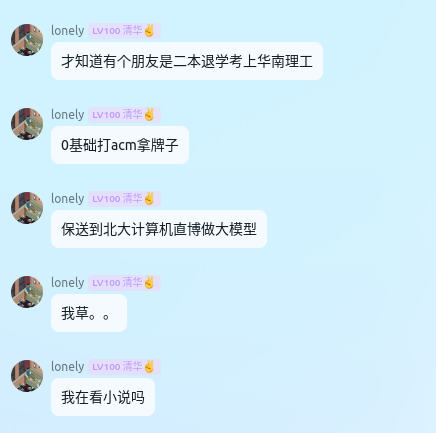 lonely LV100 清华✌
才知道有个朋友是二本退学考上华南理工
lonely LV100 清华✌
0基础打acm拿牌子
lonely LV100 清华✌
保送到北大计算机直博做大模型
lonely LV100 清华✌
我草。。
lonely LV100 清华✌
我在看小说吗